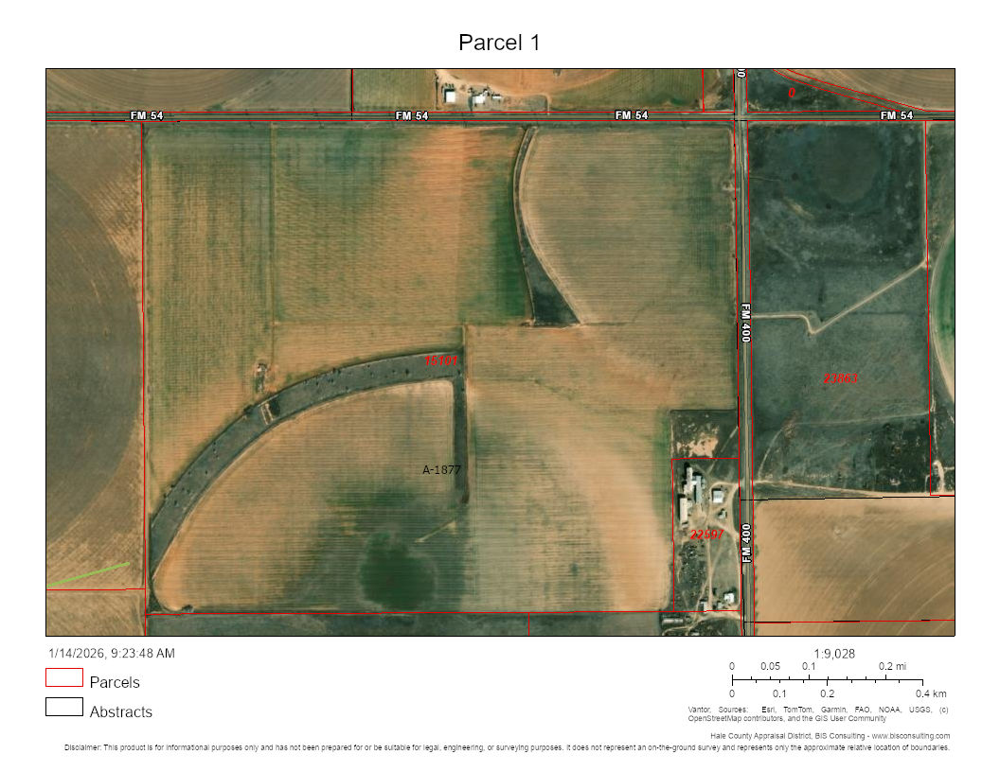 Parcel 1
00
0
FM 54 FM 54 FM 54 FM 54
FM 400
15101
23863
A-1877
22597
FM 400
1/14/2026, 9:23:48 AM
Parcels
Abstracts
1:9,028
0 0.05 0.1 0.2 mi
0 0.1 0.2 0.4 km
Vantor, Sources: Esri, TomTom, Garmin, FAO, NOAA, USGS, (c)
OpenStreetMap contributors, and the GIS User Community
Hale County Appraisal District, BIS Consulting - www.bisconsulting.com
Disclaimer: This product is for informational purposes only and has not been prepared for or be suitable for legal, engineering, or surveying purposes. It does not represent an on-the-ground survey and represents only the approximate relative location of boundaries.